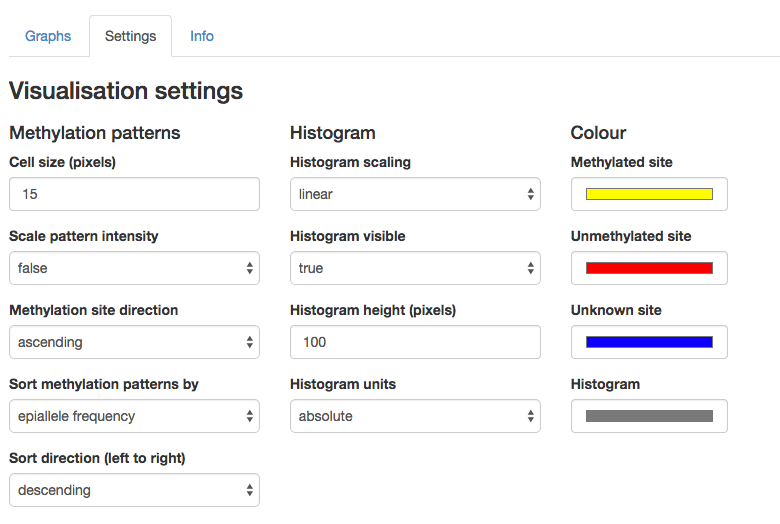 Graphs Settings Info
Visualisation settings
Methylation patterns
Cell size (pixels)
15
Scale pattern intensity
false
Methylation site direction
ascending
Sort methylation patterns by
epiallele frequency
Sort direction (left to right)
descending
Histogram
Histogram scaling
linear
Histogram visible
true
Histogram height (pixels)
100
Histogram units
absolute
Colour
Methylated site
Unmethylated site
Unknown site
Histogram